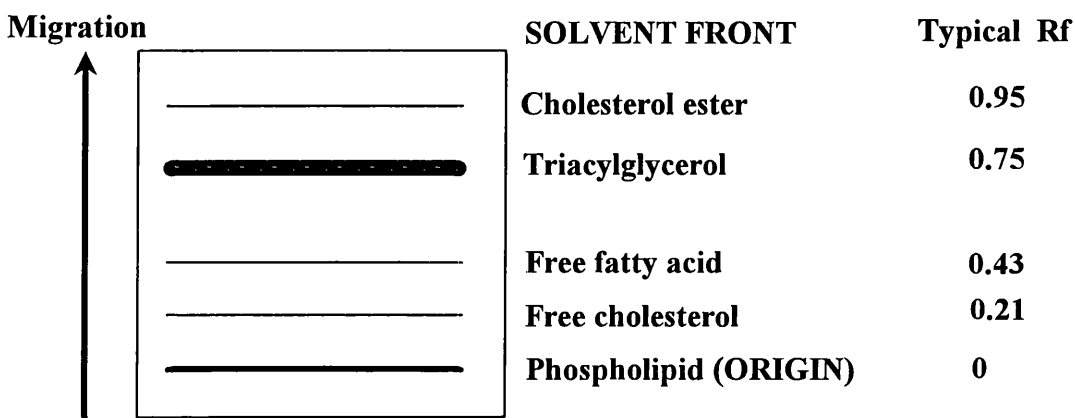 Migration
SOLVENT FRONT Typical Rf
Cholesterol ester 0.95
Triacylglycerol 0.75
Free fatty acid 0.43
Free cholesterol 0.21
Phospholipid (ORIGIN) 0